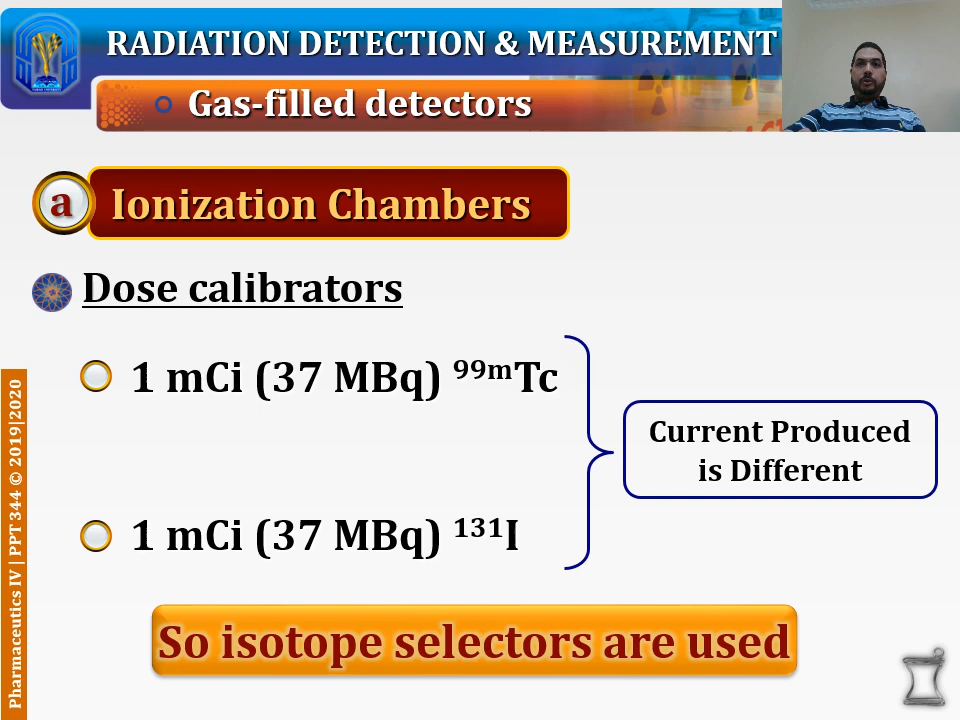 RADIATION DETECTION & MEASUREMENT
Gas-filled detectors
a
Ionization Chambers
Dose calibrators
1 mCi (37 MBq) ⁹⁹ᵐTc
1 mCi (37 MBq) ¹³¹I
Current Produced
is Different
So isotope selectors are used
Pharmaceutics IV | PPT 344 © 2019|2020